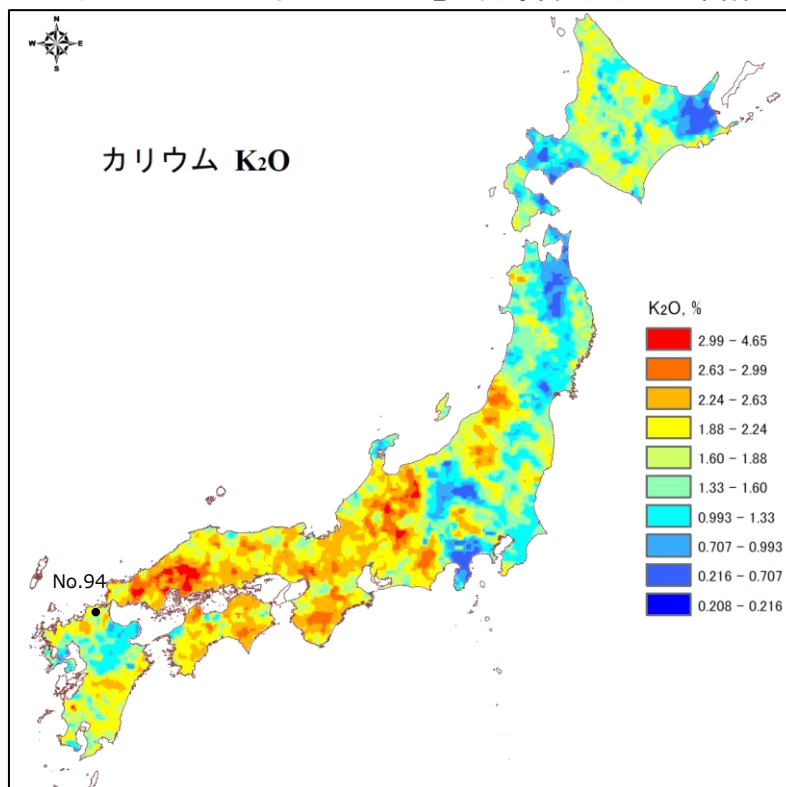 N
W E
S
カリウム K₂O
K₂O, %
2.99 – 4.65
2.63 – 2.99
2.24 – 2.63
1.88 – 2.24
1.60 – 1.88
1.33 – 1.60
0.993 – 1.33
0.707 – 0.993
0.216 – 0.707
0.208 – 0.216
No.94